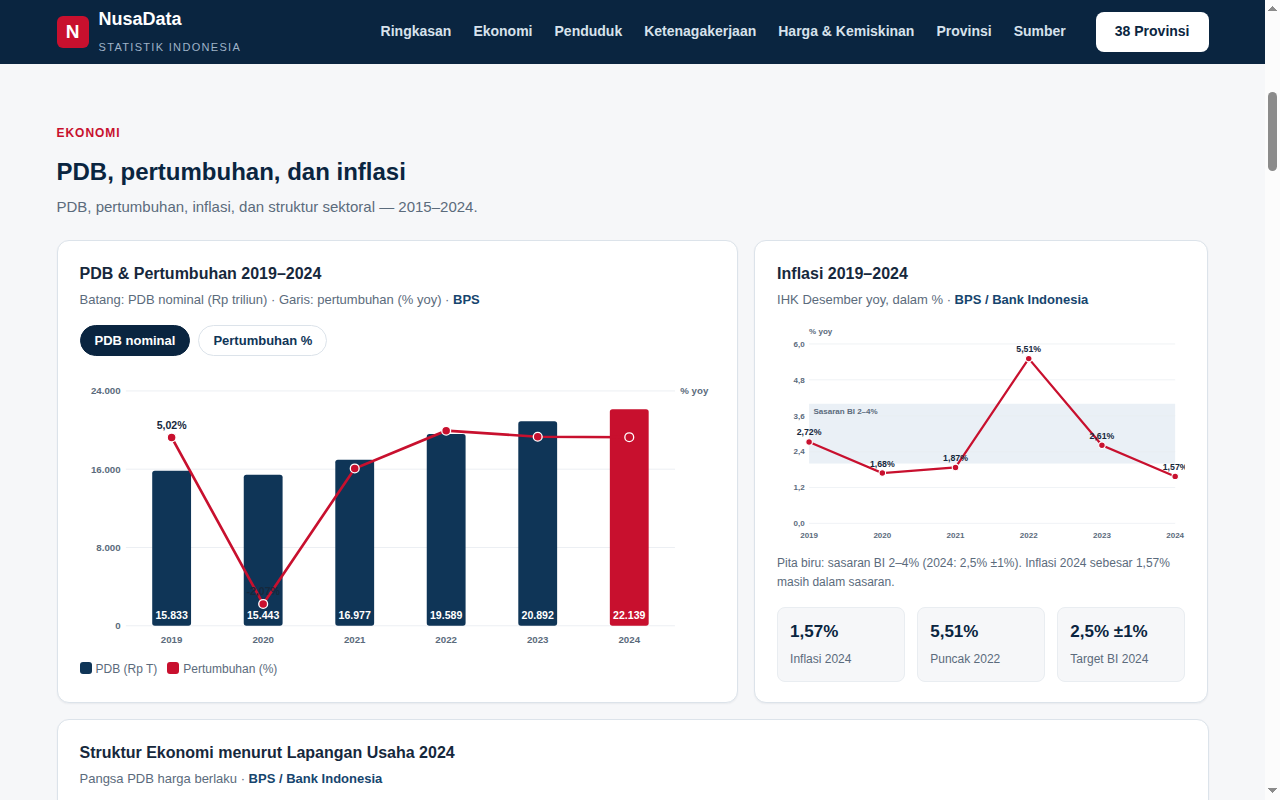 N
NusaData
STATISTIK INDONESIA
Ringkasan
Ekonomi
Penduduk
Ketenagakerjaan
Harga & Kemiskinan
Provinsi
Sumber
38 Provinsi
EKONOMI
PDB, pertumbuhan, dan inflasi
PDB, pertumbuhan, inflasi, dan struktur sektoral — 2015–2024.
PDB & Pertumbuhan 2019–2024
Batang: PDB nominal (Rp triliun) · Garis: pertumbuhan (% yoy) · BPS
PDB nominal
Pertumbuhan %
24.000
% yoy
5,02%
16.000
8.000
0
15.833
15.443
16.977
19.589
20.892
22.139
2019
2020
2021
2022
2023
2024
PDB (Rp T)
Pertumbuhan (%)
Inflasi 2019–2024
IHK Desember yoy, dalam % · BPS / Bank Indonesia
% yoy
6,0
4,8
3,6
2,4
1,2
0,0
Sasaran BI 2–4%
2,72%
1,68%
1,87%
5,51%
2,61%
1,57%
2019
2020
2021
2022
2023
2024
Pita biru: sasaran BI 2–4% (2024: 2,5% ±1%). Inflasi 2024 sebesar 1,57%
masih dalam sasaran.
1,57%
Inflasi 2024
5,51%
Puncak 2022
2,5% ±1%
Target BI 2024
Struktur Ekonomi menurut Lapangan Usaha 2024
Pangsa PDB harga berlaku · BPS / Bank Indonesia